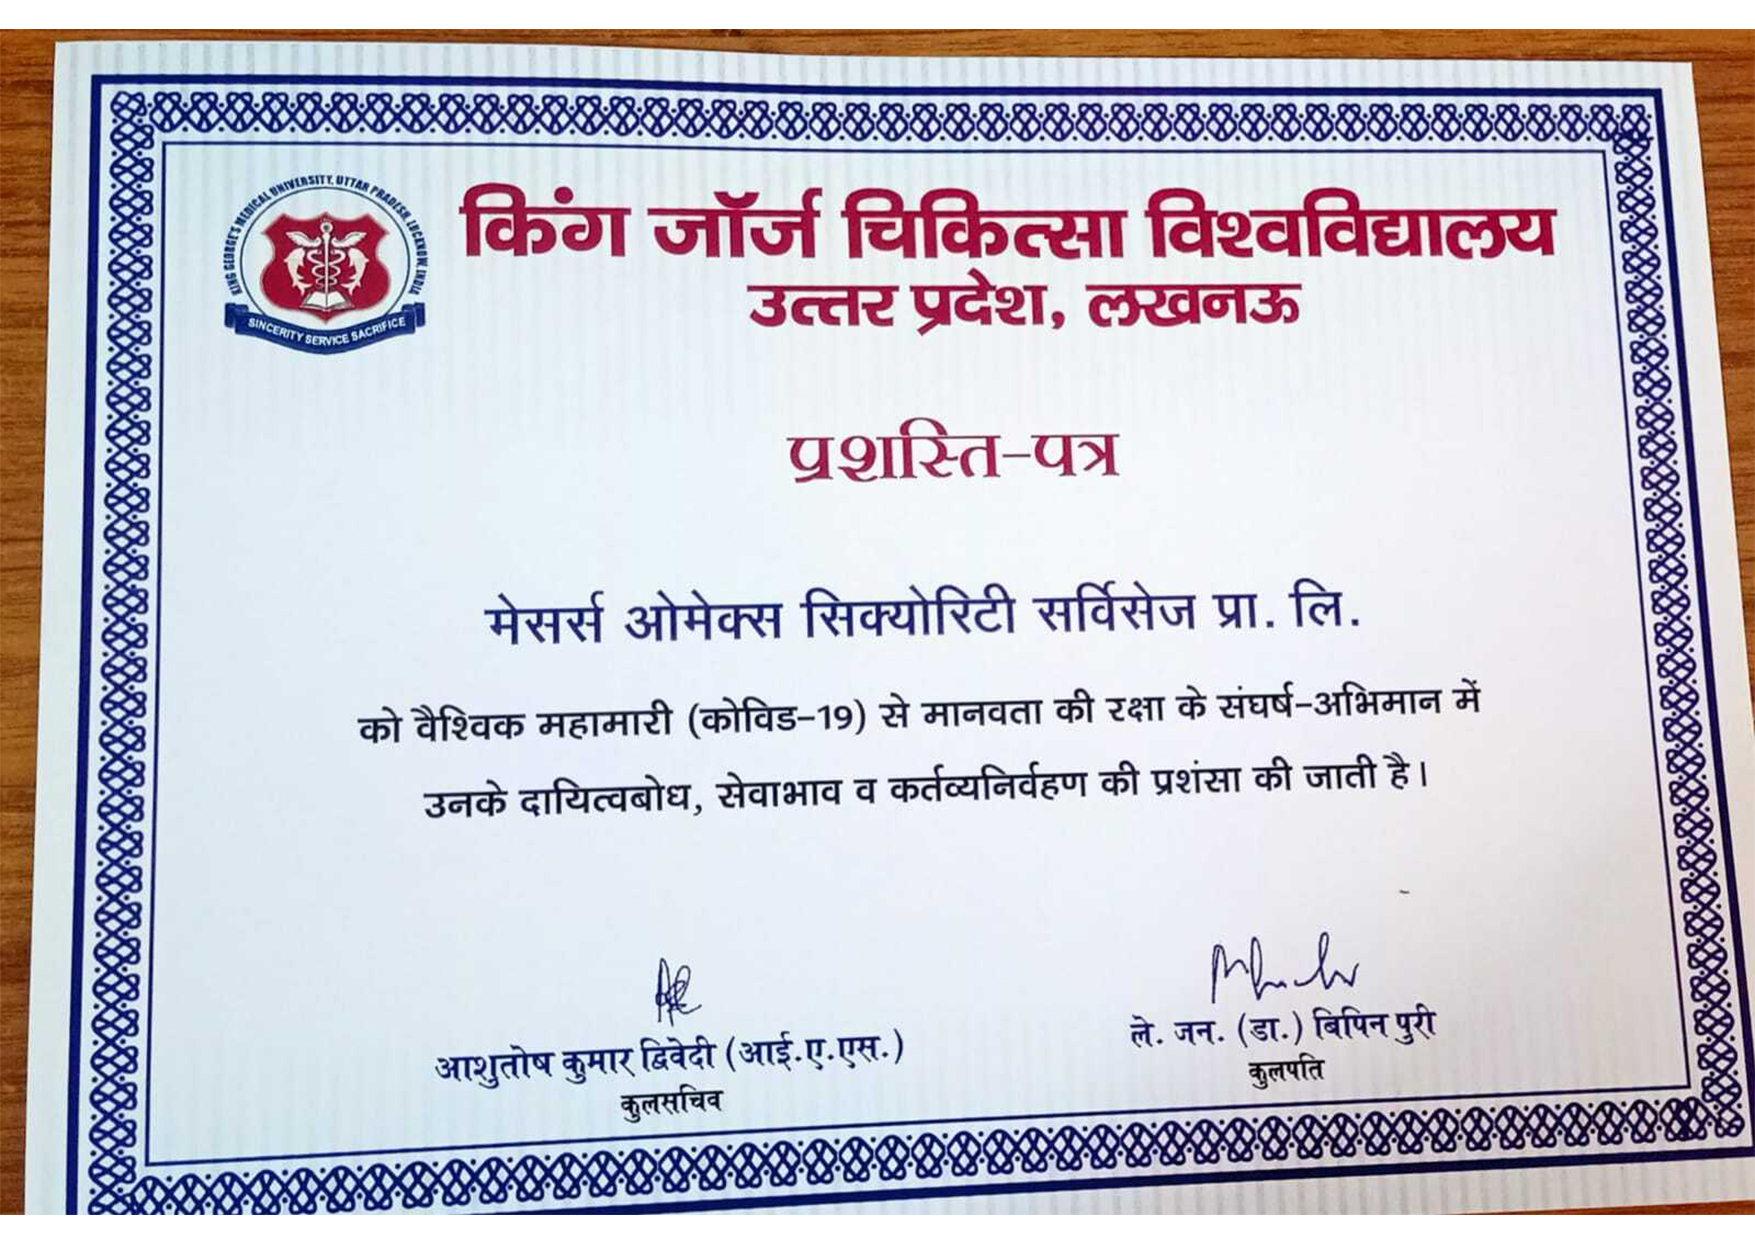 KING GEORGE'S MEDICAL UNIVERSITY, UTTAR PRADESH, LUCKNOW, INDIA
SINCERITY SERVICE SACRIFICE
किंग जॉर्ज चिकित्सा विश्वविद्यालय
उत्तर प्रदेश, लखनऊ
प्रशस्ति-पत्र
मेसर्स ओमेक्स सिक्योरिटी सर्विसेज प्रा. लि.
को वैश्विक महामारी (कोविड-19) से मानवता की रक्षा के संघर्ष-अभिमान में
उनके दायित्वबोध, सेवाभाव व कर्तव्यनिर्वहण की प्रशंसा की जाती है।
आशुतोष कुमार द्विवेदी (आई.ए.एस.)
कुलसचिव
ले. जन. (डा.) बिपिन पुरी
कुलपति